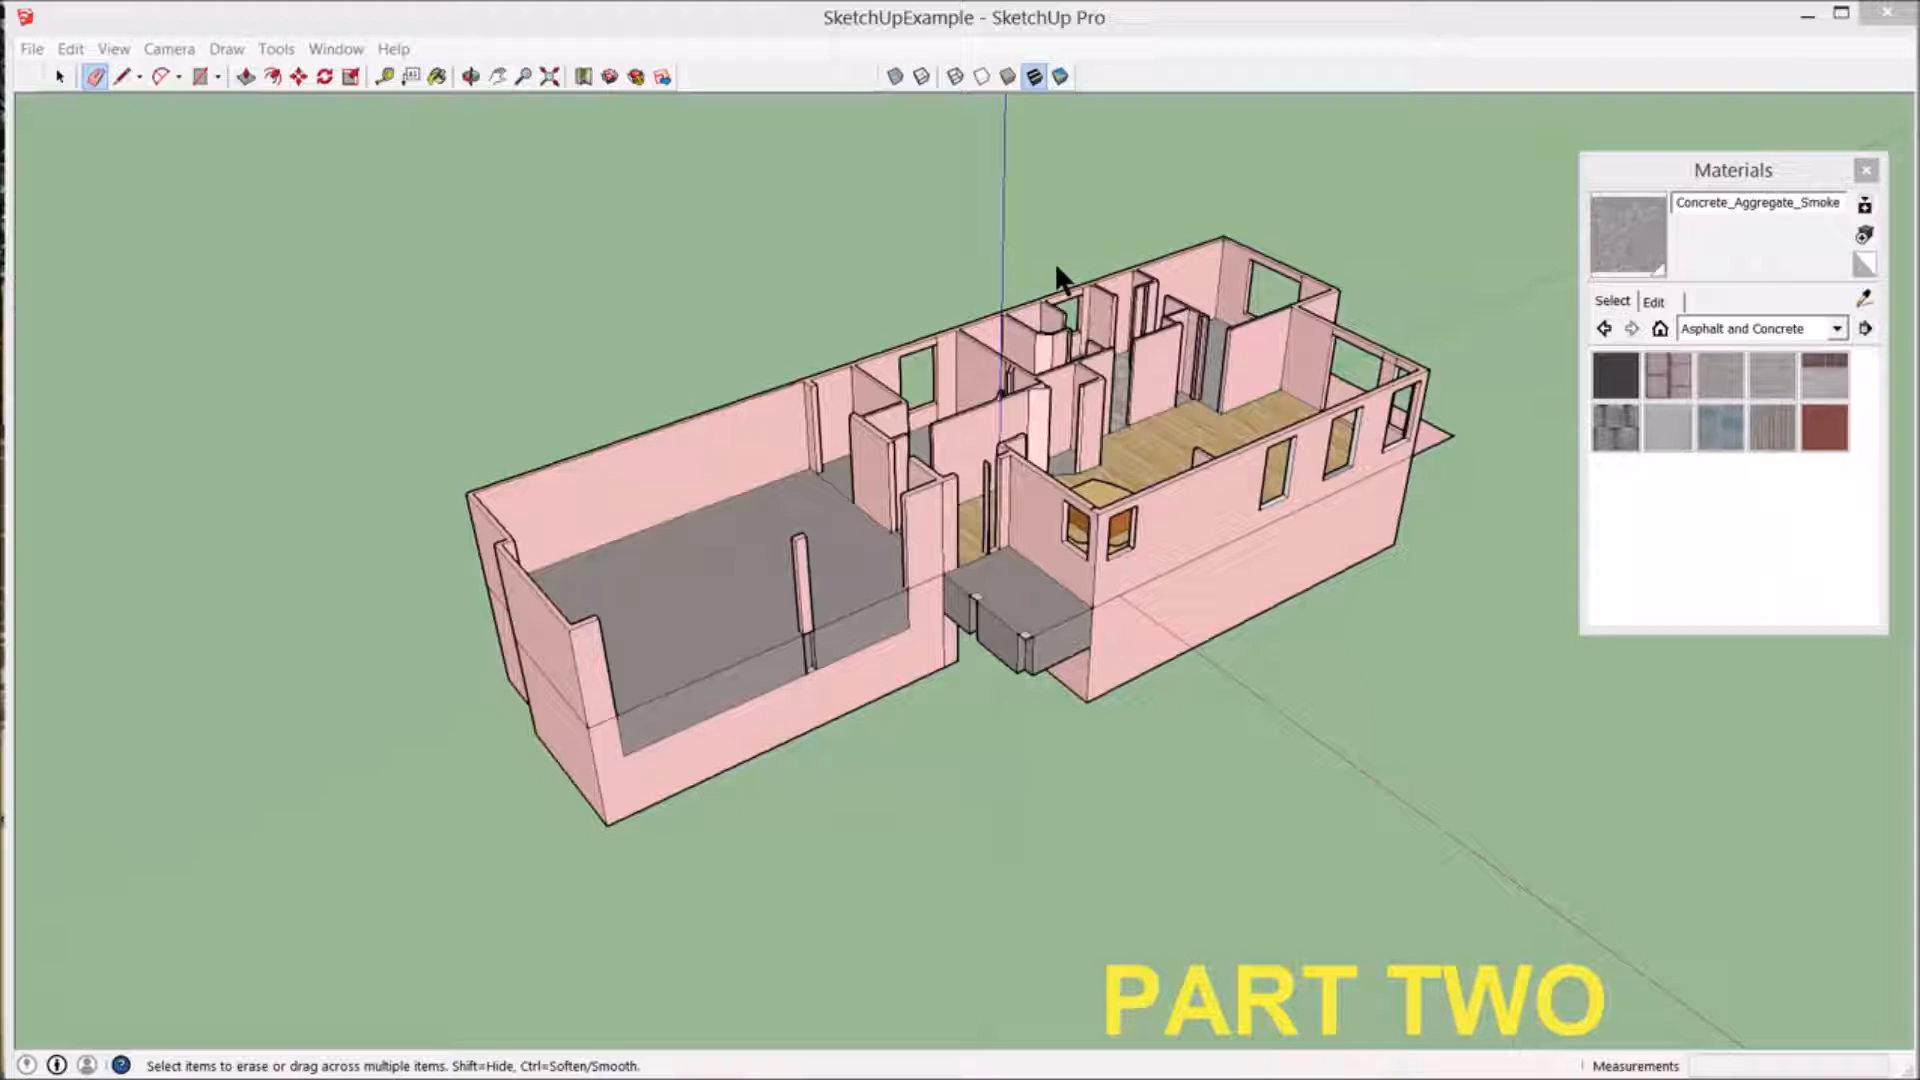 SketchUpExample - SketchUp Pro
File Edit View Camera Draw Tools Window Help
Materials
Concrete_Aggregate_Smoke
Select Edit
Asphalt and Concrete
PART TWO
Select items to erase or drag across multiple items. Shift=Hide, Ctrl=Soften/Smooth.
Measurements